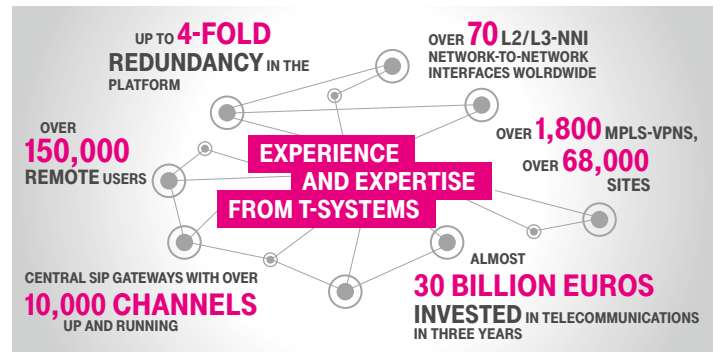 UP TO 4-FOLD
REDUNDANCY IN THE
PLATFORM
OVER 70 L2/L3-NNI
NETWORK-TO-NETWORK
INTERFACES WOLRDWIDE
OVER
150,000
REMOTE USERS
OVER 1,800 MPLS-VPNS,
OVER 68,000
SITES
EXPERIENCE
AND EXPERTISE
FROM T-SYSTEMS
CENTRAL SIP GATEWAYS WITH OVER
10,000 CHANNELS
UP AND RUNNING
ALMOST
30 BILLION EUROS
INVESTED IN TELECOMMUNICATIONS
IN THREE YEARS